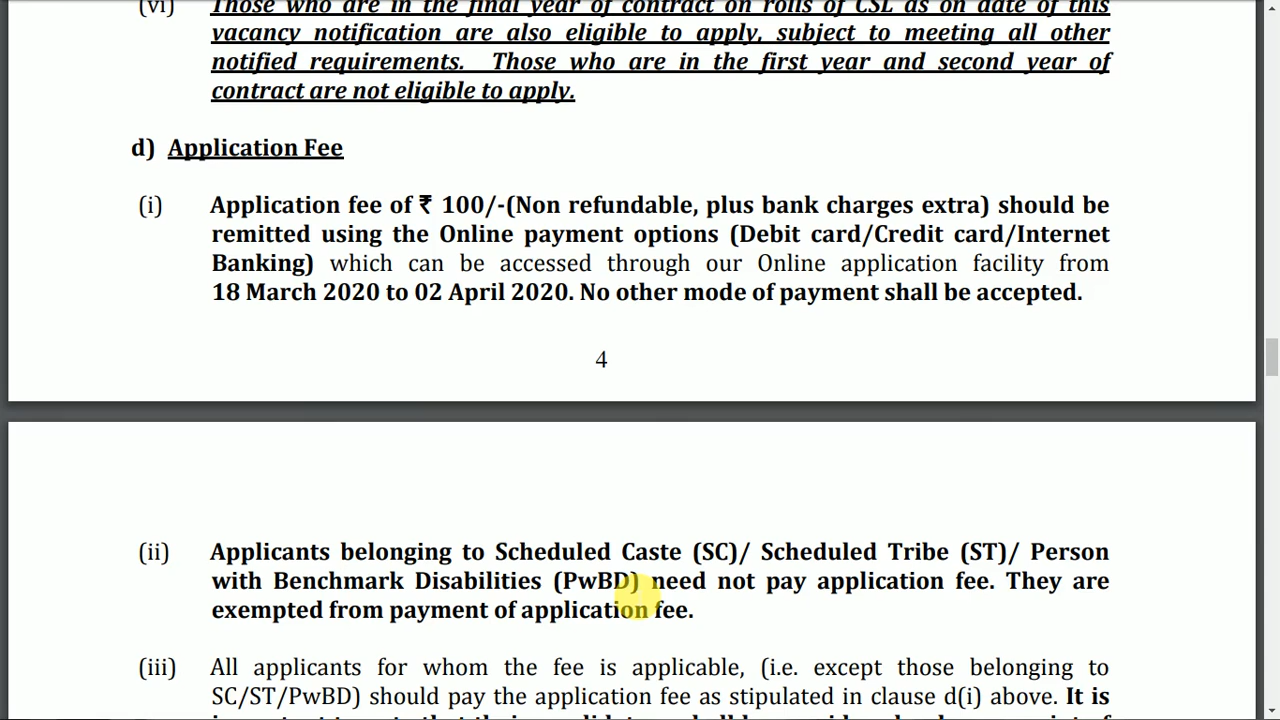 (vi) Those who are in the final year of contract on rolls of CSL as on date of this
vacancy notification are also eligible to apply, subject to meeting all other
notified requirements. Those who are in the first year and second year of
contract are not eligible to apply.
d) Application Fee
(i) Application fee of ₹ 100/-(Non refundable, plus bank charges extra) should be
remitted using the Online payment options (Debit card/Credit card/Internet
Banking) which can be accessed through our Online application facility from
18 March 2020 to 02 April 2020. No other mode of payment shall be accepted.
4
(ii) Applicants belonging to Scheduled Caste (SC)/ Scheduled Tribe (ST)/ Person
with Benchmark Disabilities (PwBD) need not pay application fee. They are
exempted from payment of application fee.
(iii) All applicants for whom the fee is applicable, (i.e. except those belonging to
SC/ST/PwBD) should pay the application fee as stipulated in clause d(i) above. It is